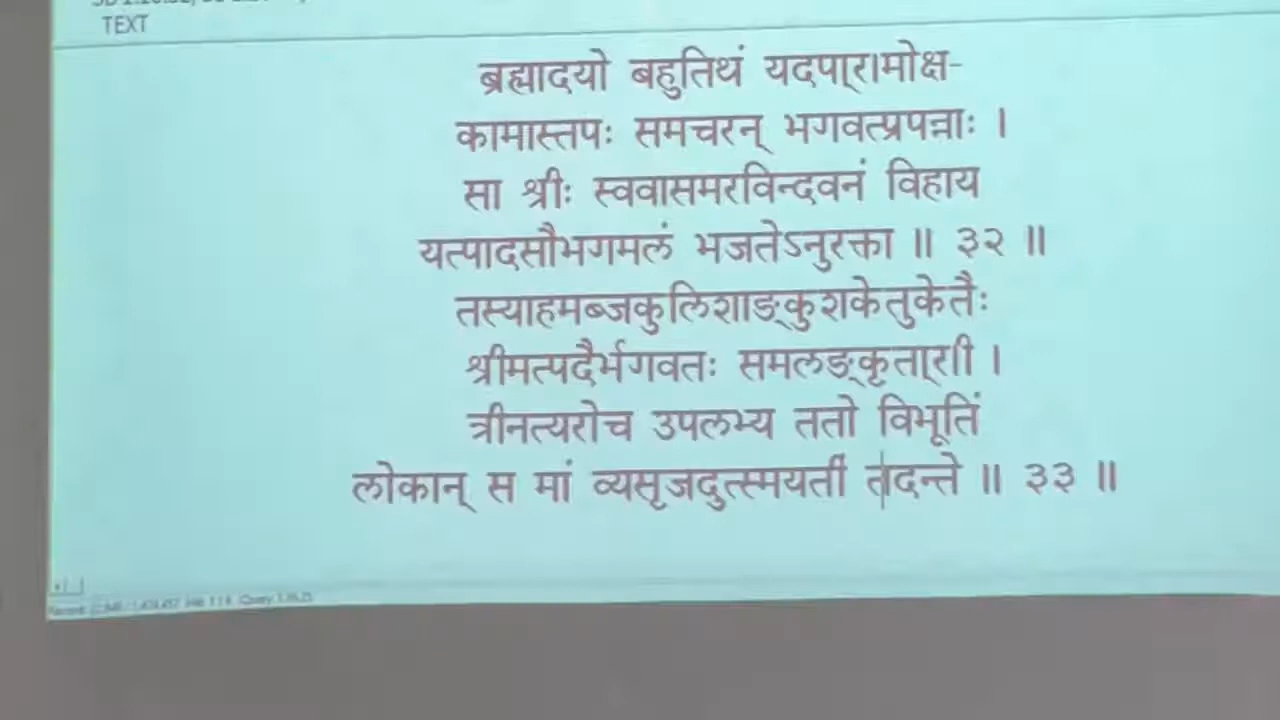 TEXT
ब्रह्मादयो बहुतिथं यदपा्र।मोक्ष-
कामास्तपः समचरन् भगवत्प्रपन्नाः ।
सा श्रीः स्ववासमरविन्दवनं विहाय
यत्पादसौभगमलं भजतेऽनुरक्ता ॥ ३२ ॥
तस्याहमब्जकुलिशाङ्कुशकेतुकेतैः
श्रीमत्पदैर्भगवतः समलङ्कृता्रगी ।
त्रीनत्यरोच उपलभ्य ततो विभूतिं
लोकान् स मां व्यसृजदुत्स्मयतीं तदन्ते ॥ ३३ ॥